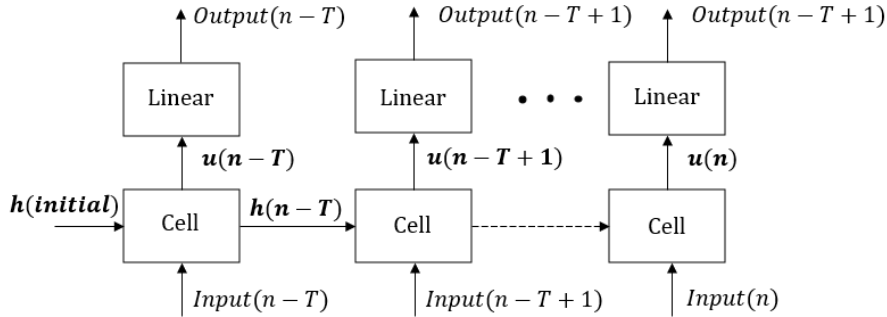 Output(n − T) Output(n − T + 1) Output(n − T + 1)
Linear Linear • • • Linear
u(n − T) u(n − T + 1) u(n)
h(initial) h(n − T)
Cell Cell Cell
Input(n − T) Input(n − T + 1) Input(n)